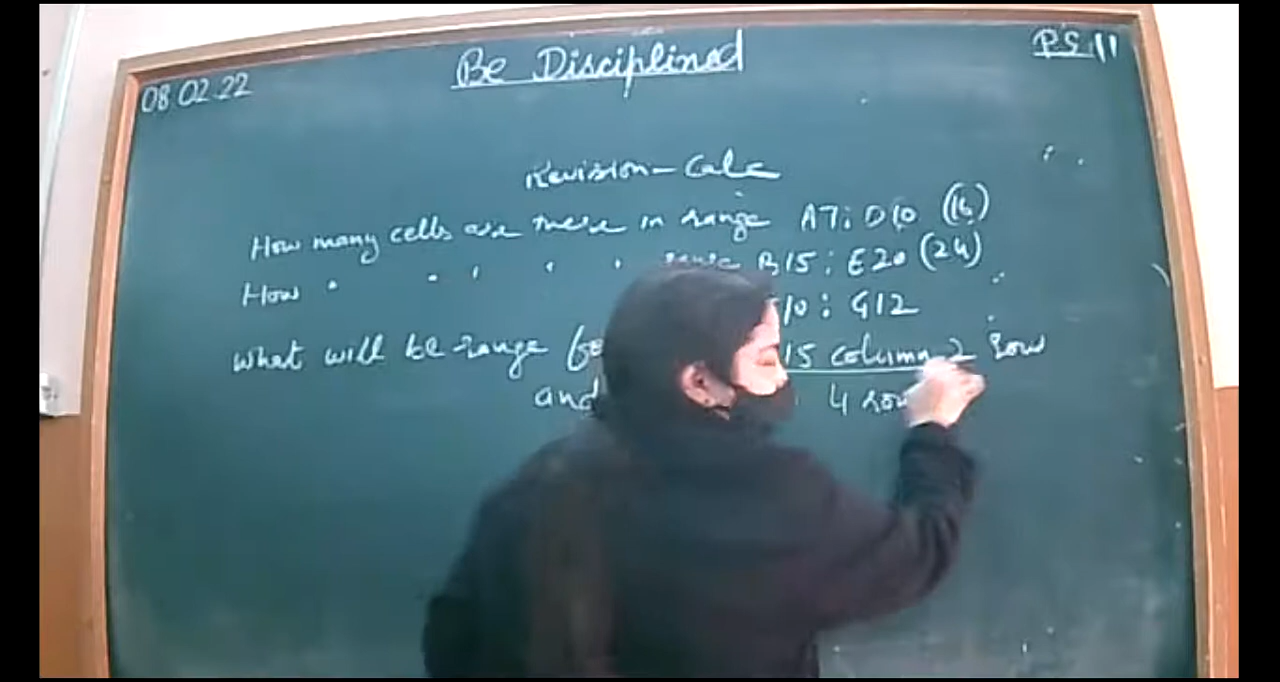 08.02.22
Be Disciplined
P.S.11
Revision - Calc
How many cells are there in range A7:D10 (16)
How " " " " " range B15:E20 (24)
10:G12
What will be range 15 column 2 row
and 4 row